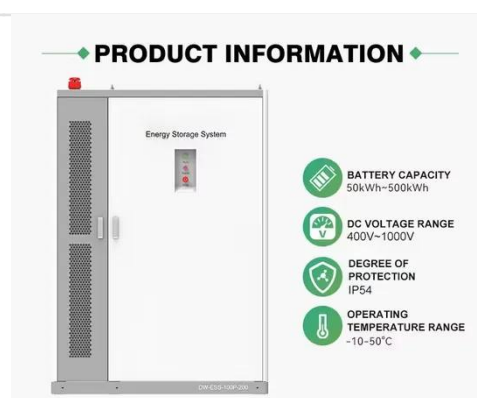 PRODUCT INFORMATION
Energy Storage System
BATTERY CAPACITY
50kWh~500kWh
V
DC VOLTAGE RANGE
400V~1000V
DEGREE OF
PROTECTION
IP54
OPERATING
TEMPERATURE RANGE
-10~50°C